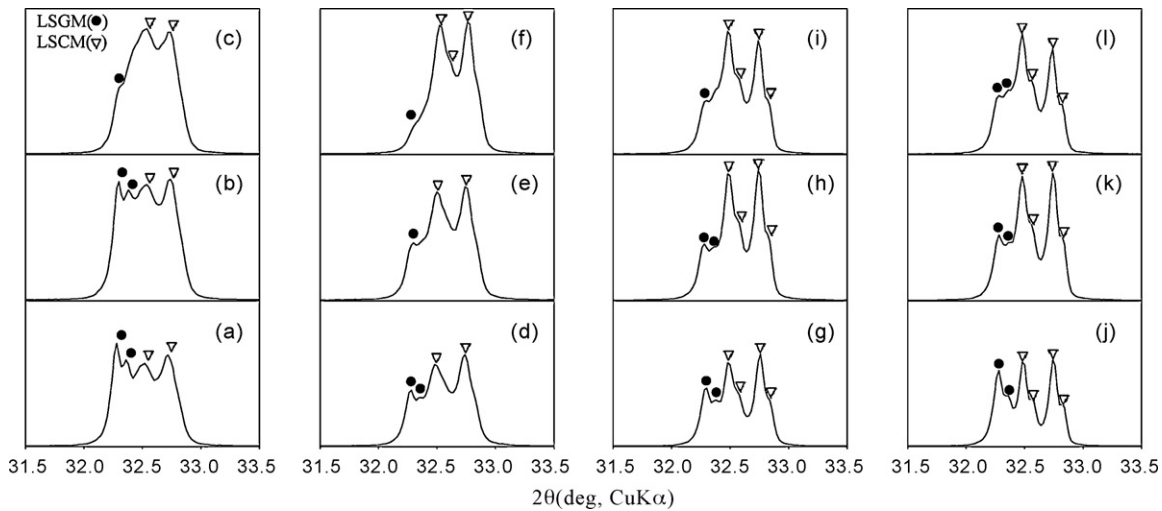 LSGM(●)
LSCM(▽)
(c)
(f)
(i)
(l)
(b)
(e)
(h)
(k)
(a)
(d)
(g)
(j)
31.5 32.0 32.5 33.0 33.5
31.5 32.0 32.5 33.0 33.5
31.5 32.0 32.5 33.0 33.5
31.5 32.0 32.5 33.0 33.5
2θ(deg, CuKα)